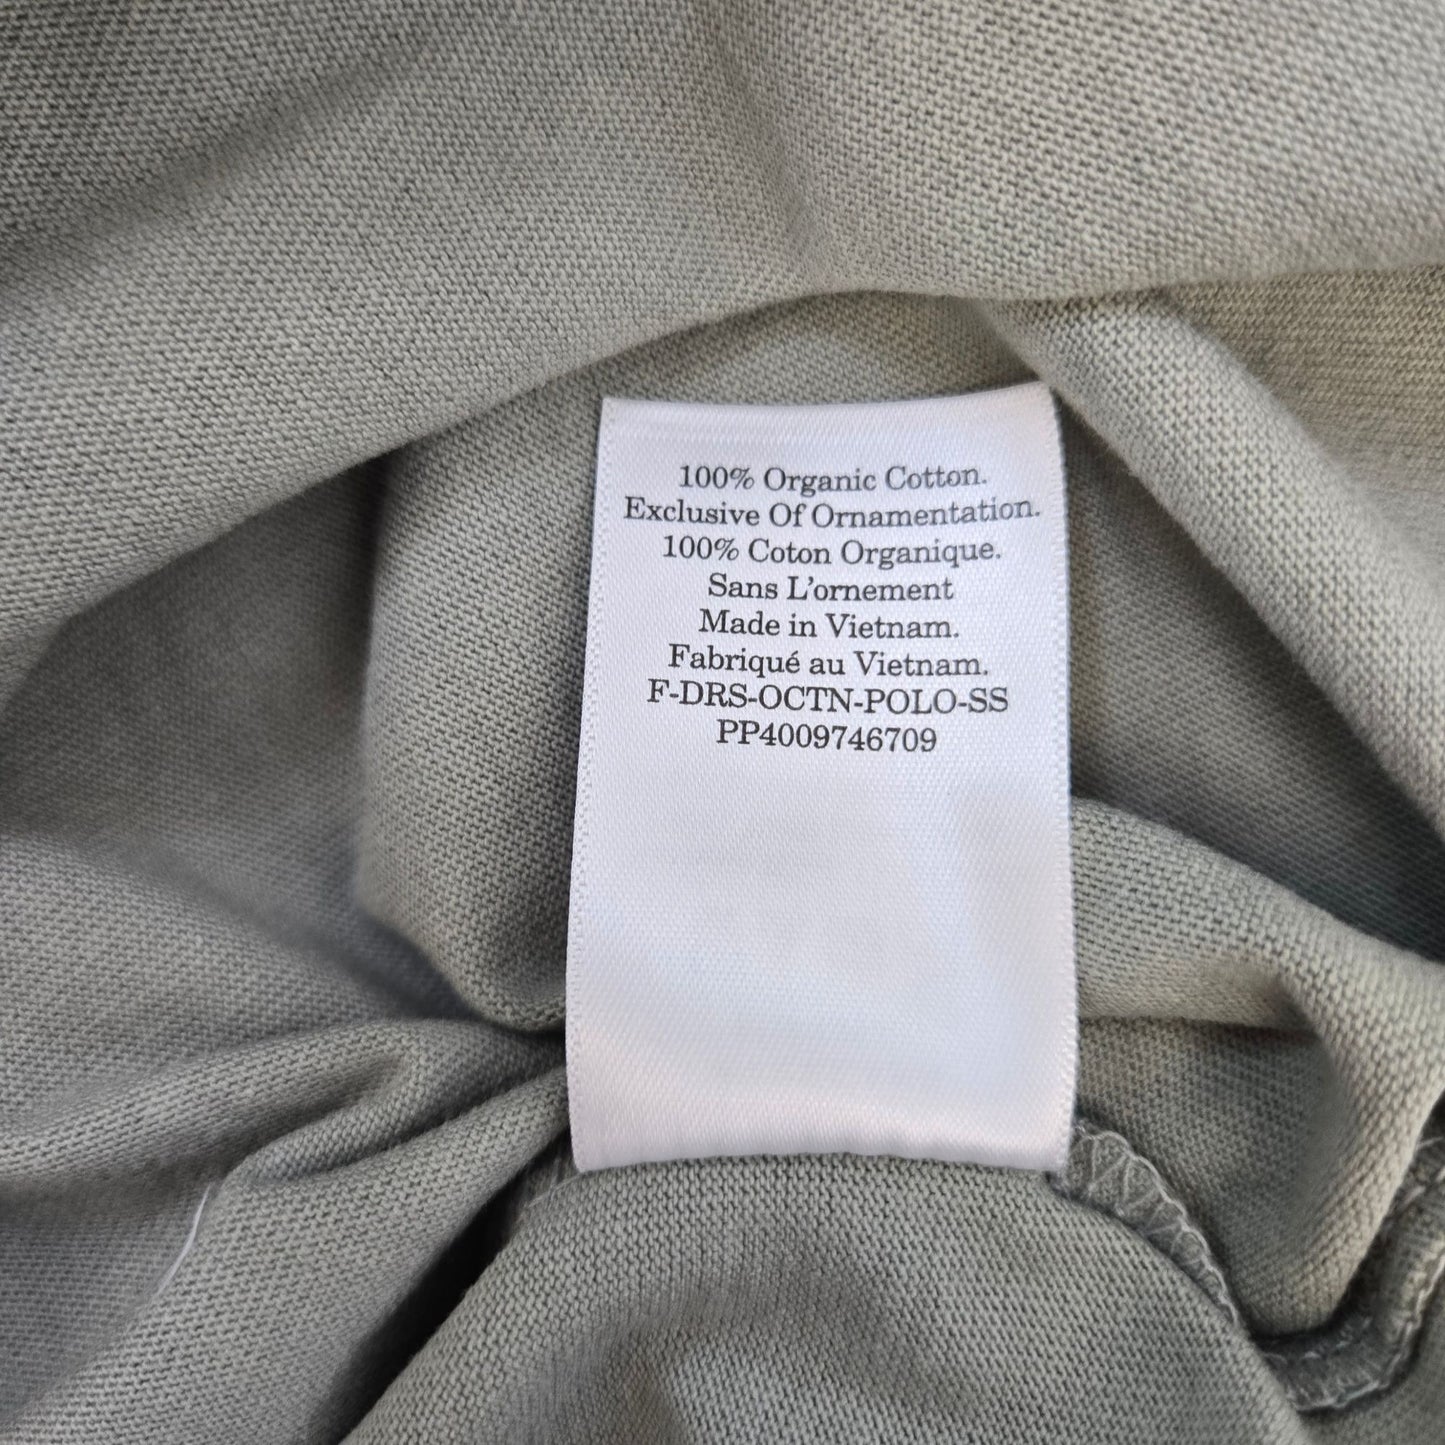 100% Organic Cotton.
Exclusive Of Ornamentation.
100% Coton Organique.
Sans L'ornement
Made in Vietnam.
Fabriqué au Vietnam.
F-DRS-OCTN-POLO-SS
PP4009746709